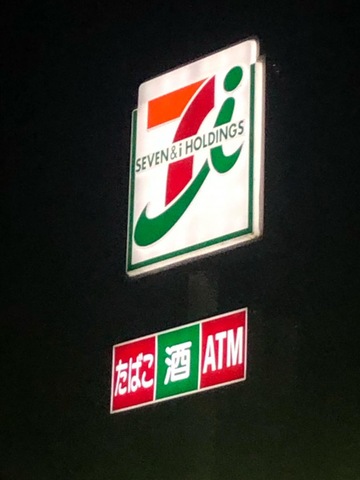 7i
SEVEN&i HOLDINGS
たばこ 酒 ATM